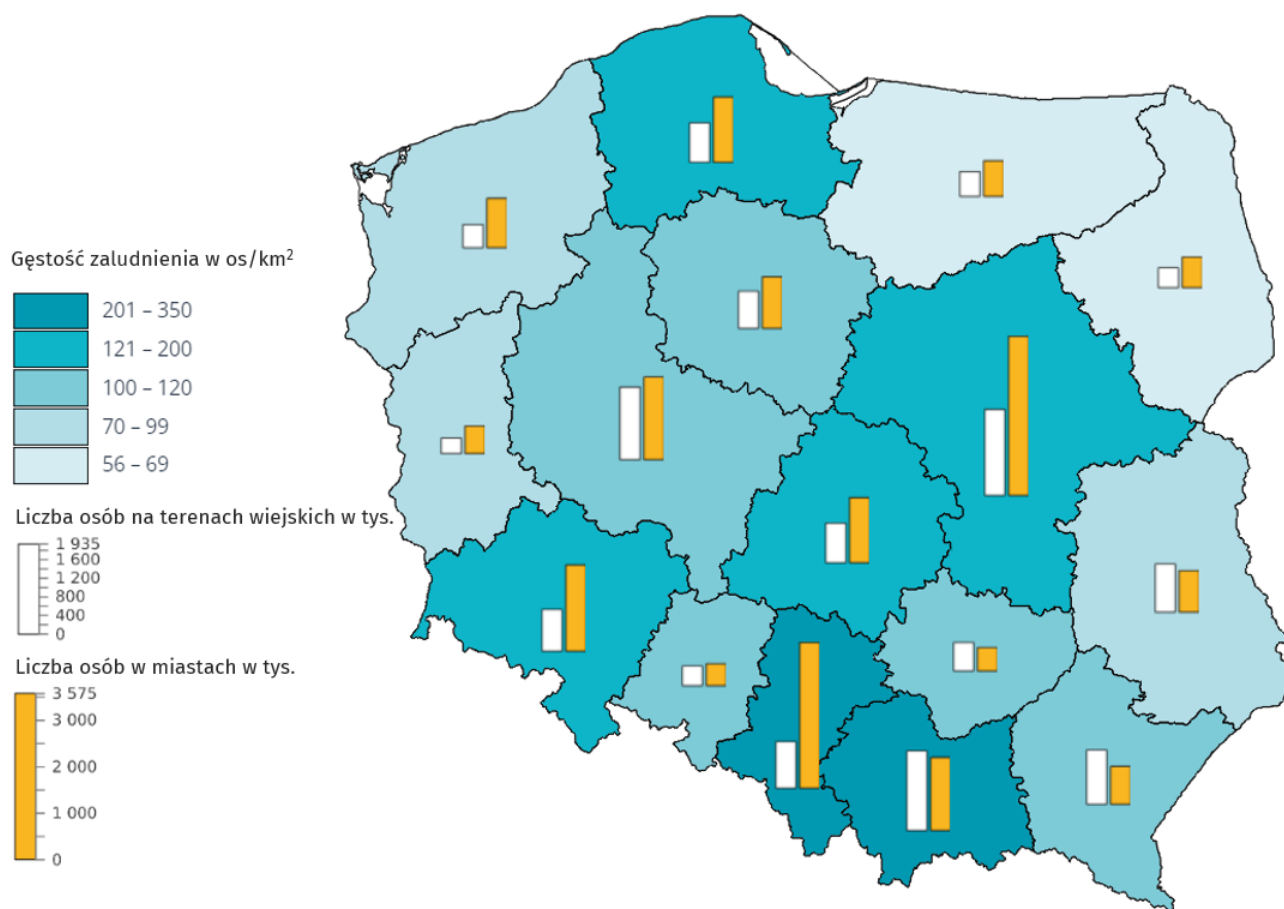 Gęstość zaludnienia w os/km²
201 – 350
121 – 200
100 – 120
70 – 99
56 – 69
Liczba osób na terenach wiejskich w tys.
1 935
1 600
1 200
800
400
0
Liczba osób w miastach w tys.
3 575
3 000
2 000
1 000
0